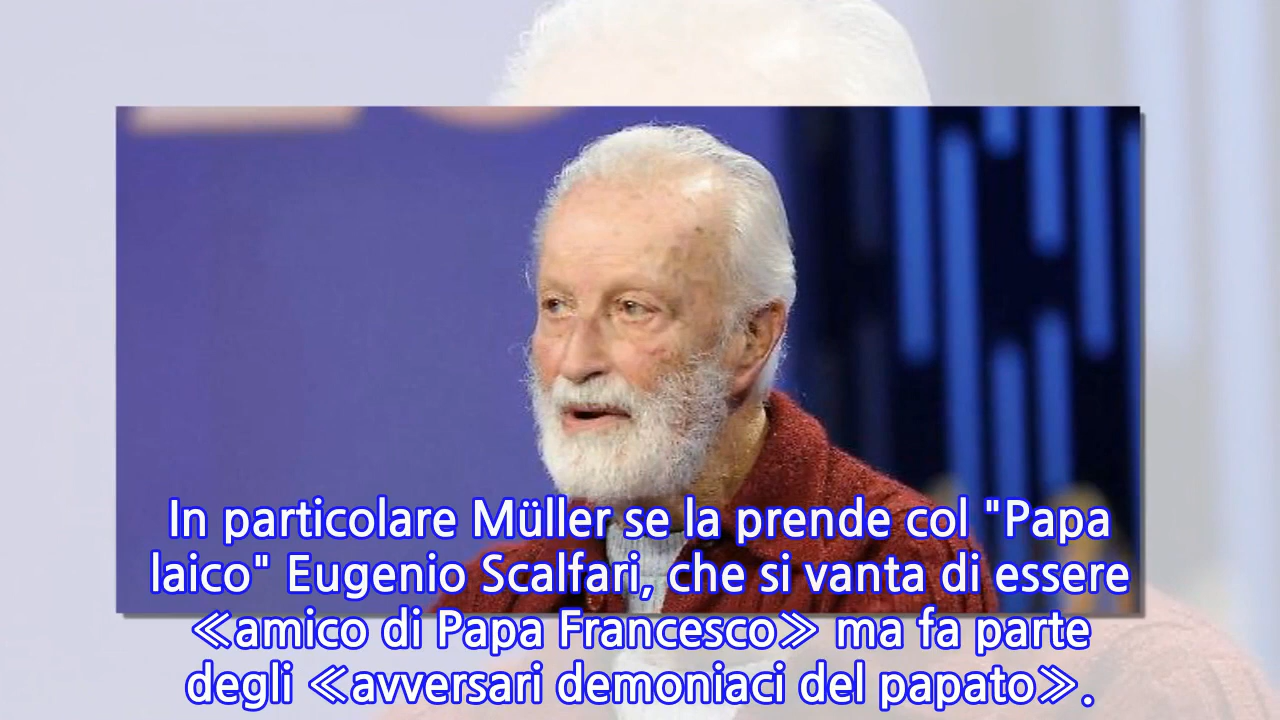 In particolare Müller se la prende col "Papa
laico" Eugenio Scalfari, che si vanta di essere
≪amico di Papa Francesco≫ ma fa parte
degli ≪avversari demoniaci del papato≫.